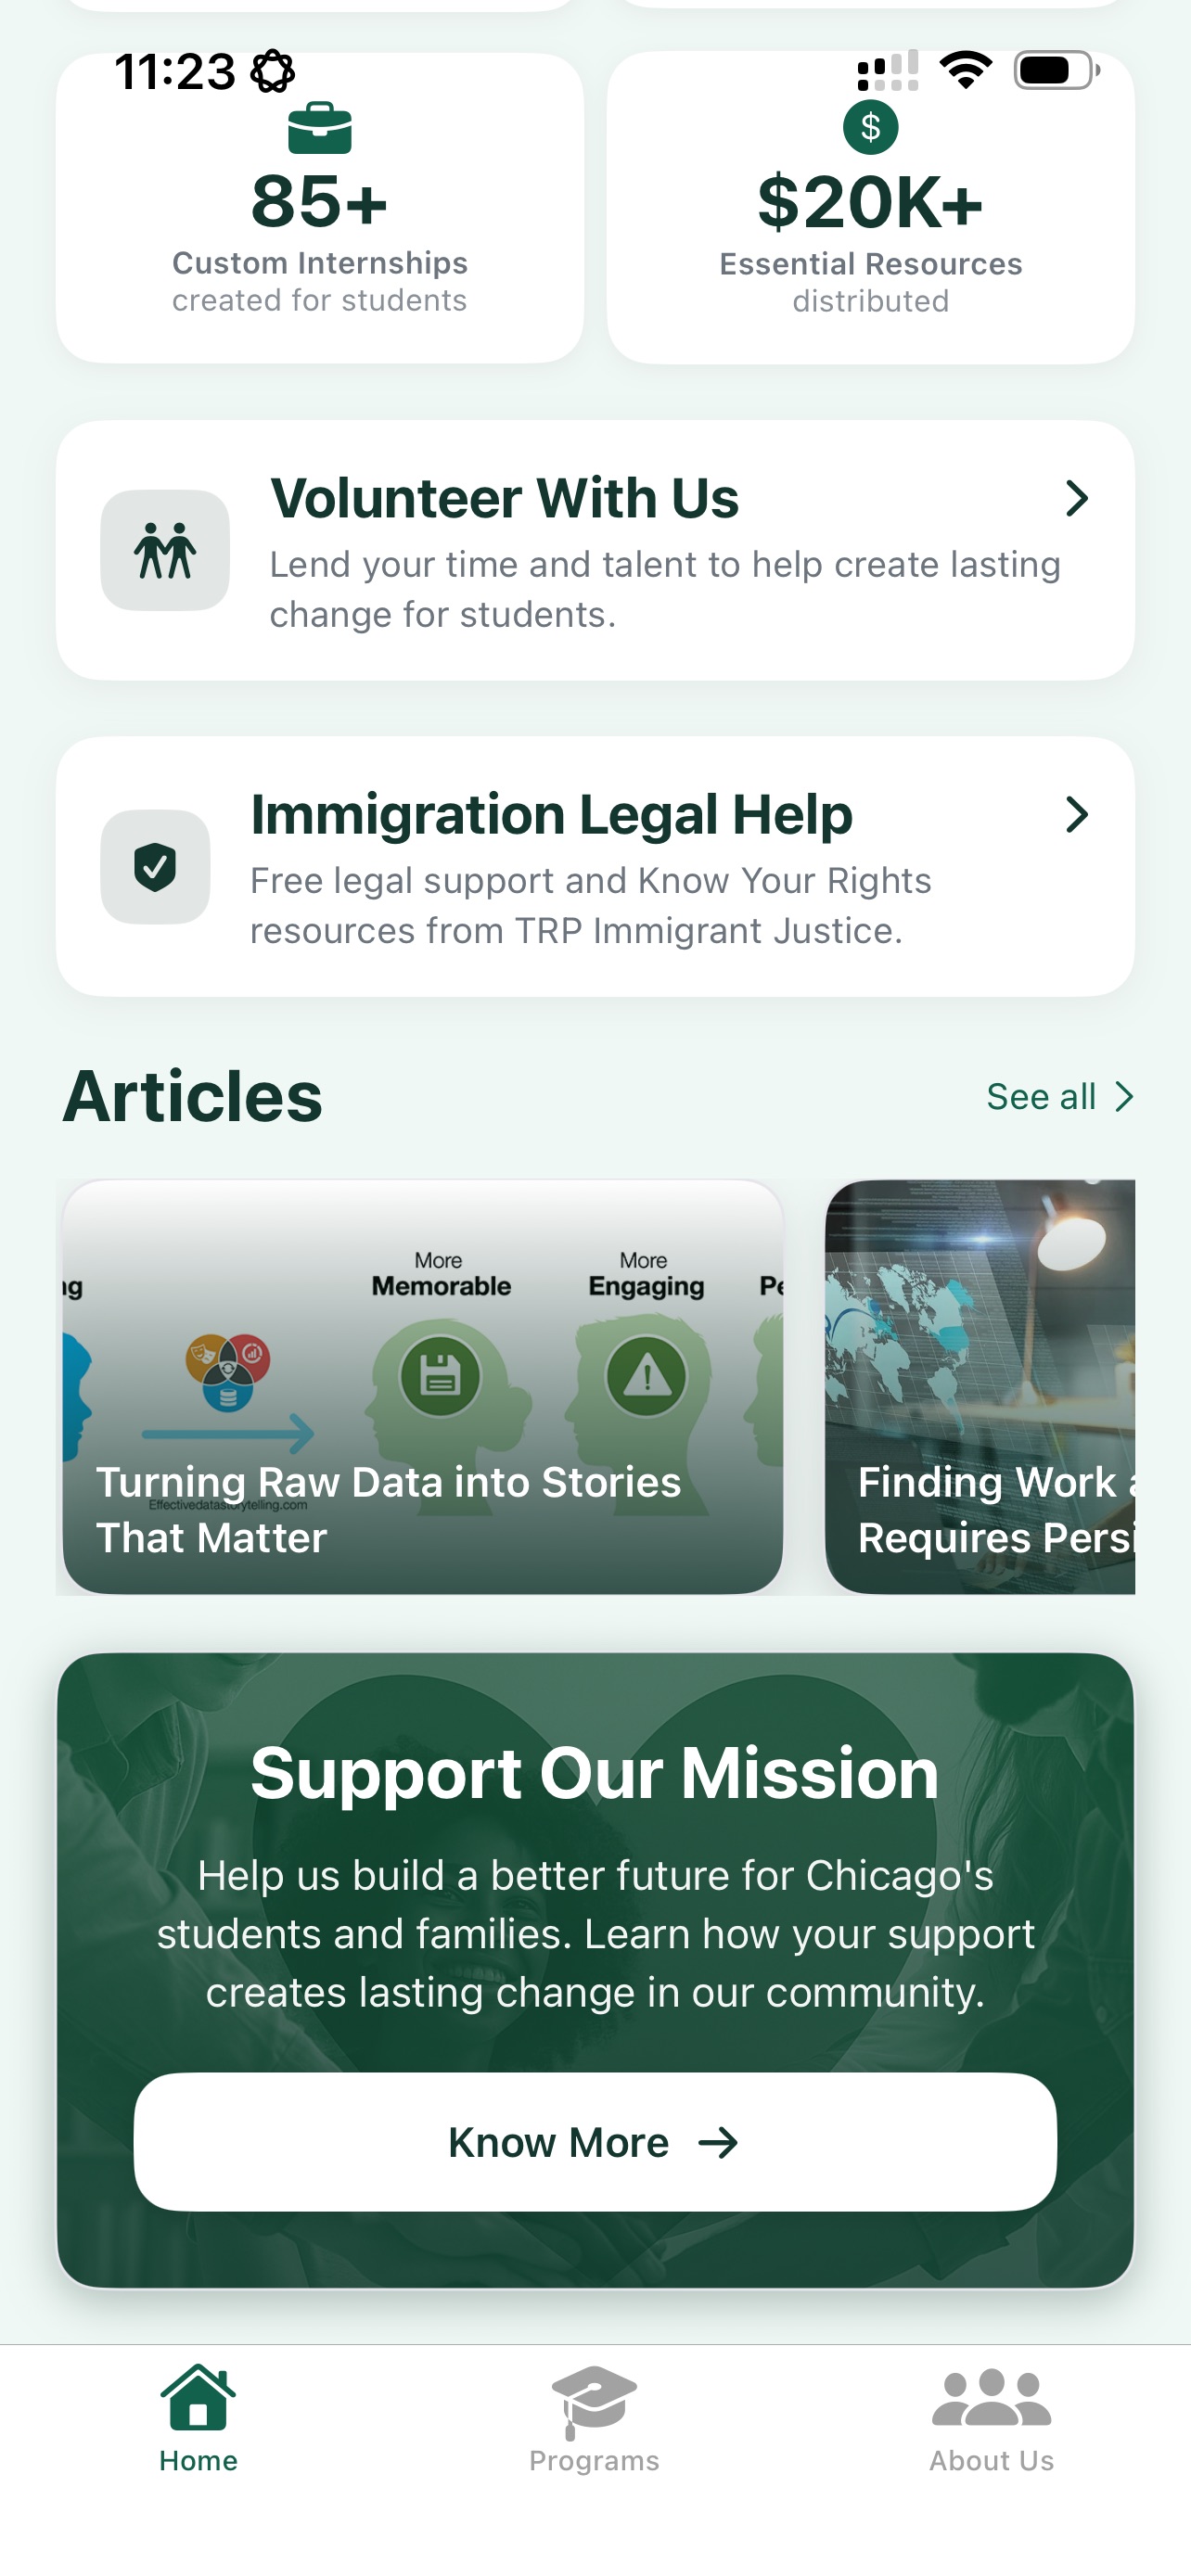 11:23
$
85+
Custom Internships
created for students
$20K+
Essential Resources
distributed
Volunteer With Us
Lend your time and talent to help create lasting
change for students.
Immigration Legal Help
Free legal support and Know Your Rights
resources from TRP Immigrant Justice.
Articles
See all
ng
More
Memorable
More
Engaging
Pe
Effectivedatastorytelling.com
Turning Raw Data into Stories
That Matter
Finding Work
Requires Persi
Support Our Mission
Help us build a better future for Chicago's
students and families. Learn how your support
creates lasting change in our community.
Know More
Home
Programs
About Us